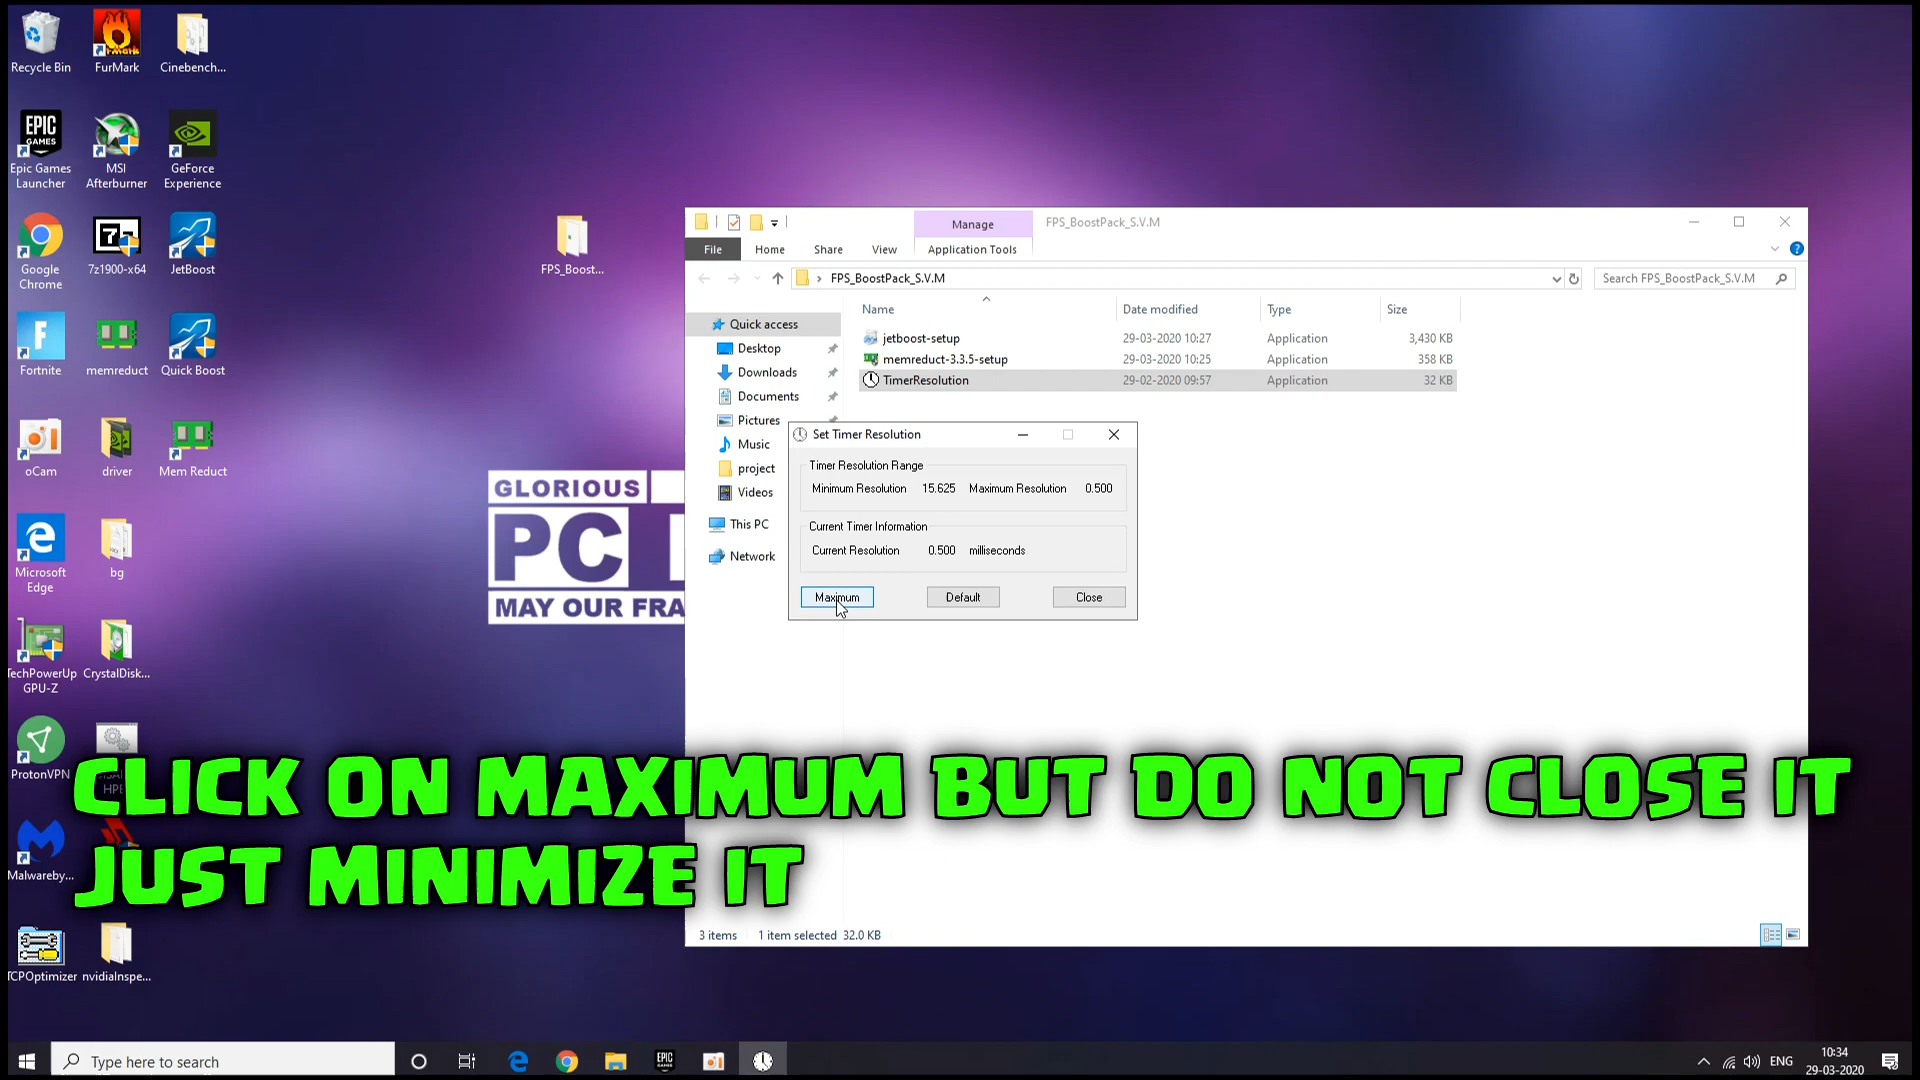 Recycle Bin
FurMark
Cinebench...
Epic Games Launcher
MSI Afterburner
GeForce Experience
Google Chrome
7z1900-x64
JetBoost
Fortnite
memreduct
Quick Boost
oCam
driver
Mem Reduct
Microsoft Edge
bg
TechPowerUp GPU-Z
CrystalDisk...
ProtonVPN
Malwareby...
TCPOptimizer
nvidiaInspe...
FPS_Boost...
GLORIOUS
PC
MAY OUR FRA
Manage
FPS_BoostPack_S.V.M
File
Home
Share
View
Application Tools
FPS_BoostPack_S.V.M
Search FPS_BoostPack_S.V.M
Name
Date modified
Type
Size
jetboost-setup
29-03-2020 10:27
Application
3,430 KB
memreduct-3.3.5-setup
29-03-2020 10:25
Application
358 KB
TimerResolution
29-02-2020 09:57
Application
32 KB
Quick access
Desktop
Downloads
Documents
Pictures
Music
project
Videos
This PC
Network
Set Timer Resolution
Timer Resolution Range
Minimum Resolution 15.625 Maximum Resolution 0.500
Current Timer Information
Current Resolution 0.500 milliseconds
Maximum
Default
Close
CLICK ON MAXIMUM BUT DO NOT CLOSE IT
JUST MINIMIZE IT
3 items
1 item selected 32.0 KB
Type here to search
ENG
10:34
29-03-2020